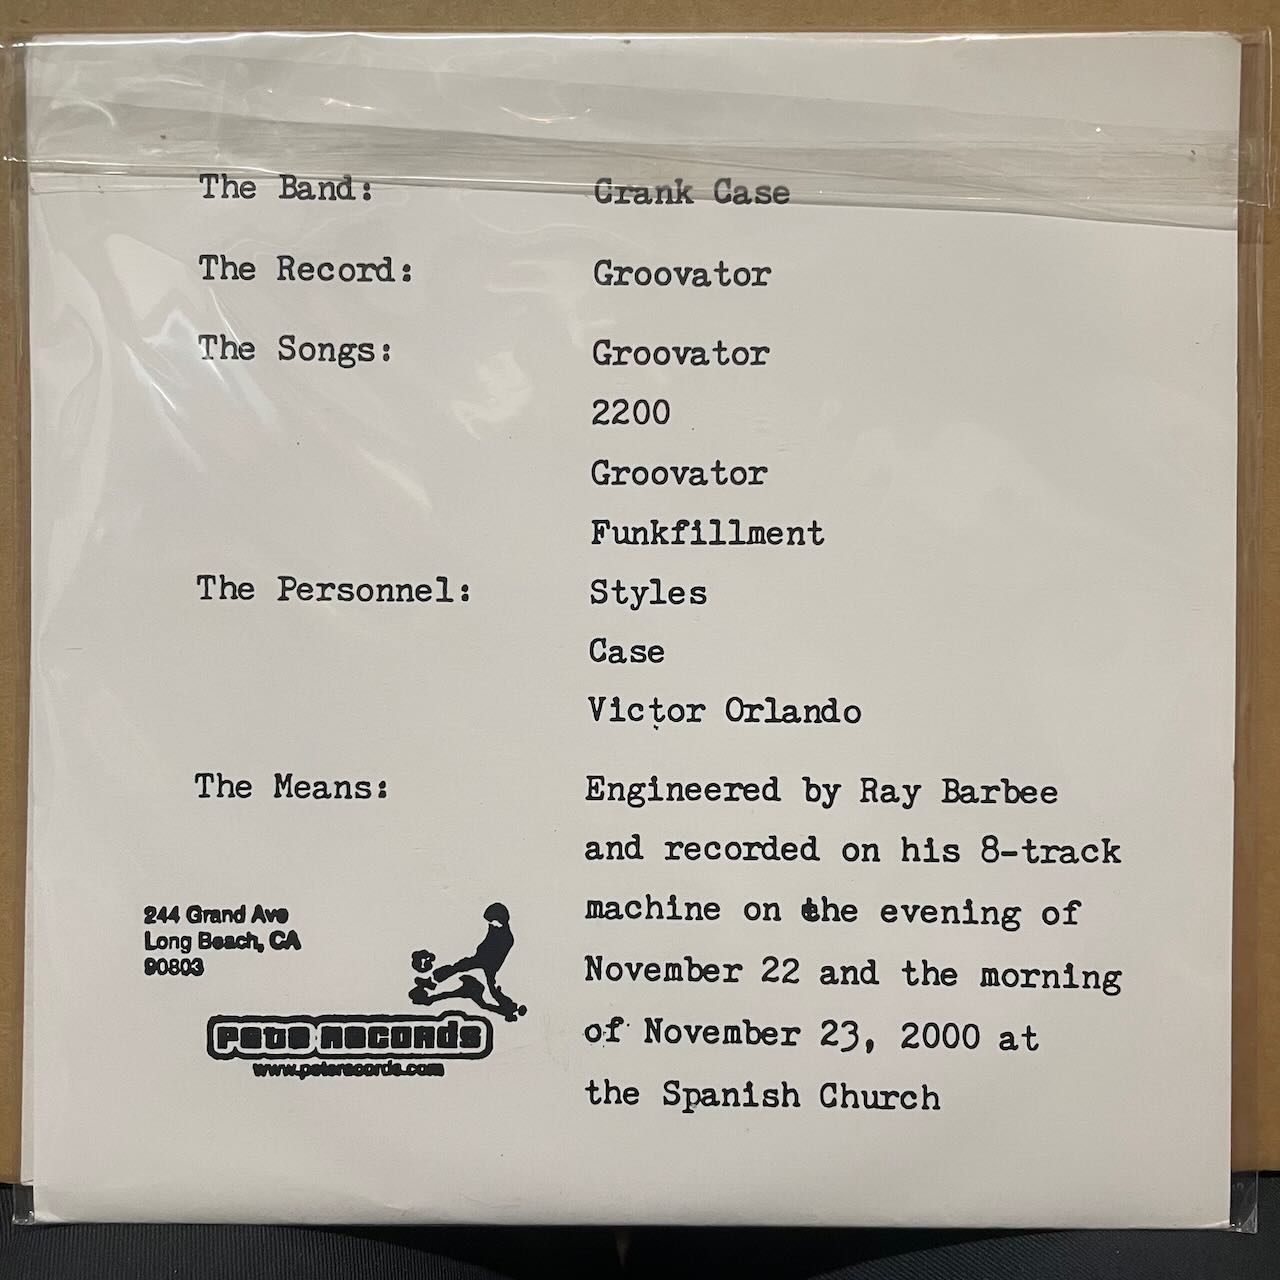 The Band: Crank Case
The Record: Groovator
The Songs: Groovator
2200
Groovator
Funkfillment
The Personnel: Styles
Case
Victor Orlando
The Means: Engineered by Ray Barbee
and recorded on his 8-track
machine on the evening of
November 22 and the morning
of November 23, 2000 at
the Spanish Church
244 Grand Ave
Long Beach, CA
90803
Pete Records
www.peterecords.com